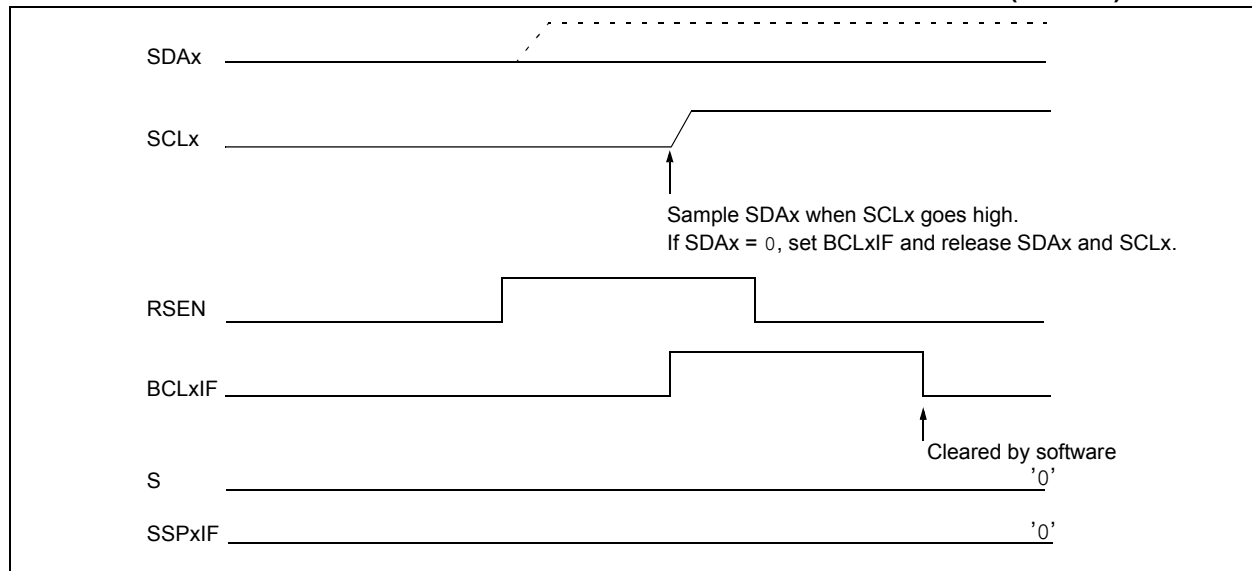 SDAx
SCLx
Sample SDAx when SCLx goes high.
If SDAx = 0, set BCLxIF and release SDAx and SCLx.
RSEN
BCLxIF
Cleared by software
S
'0'
SSPxIF
'0'